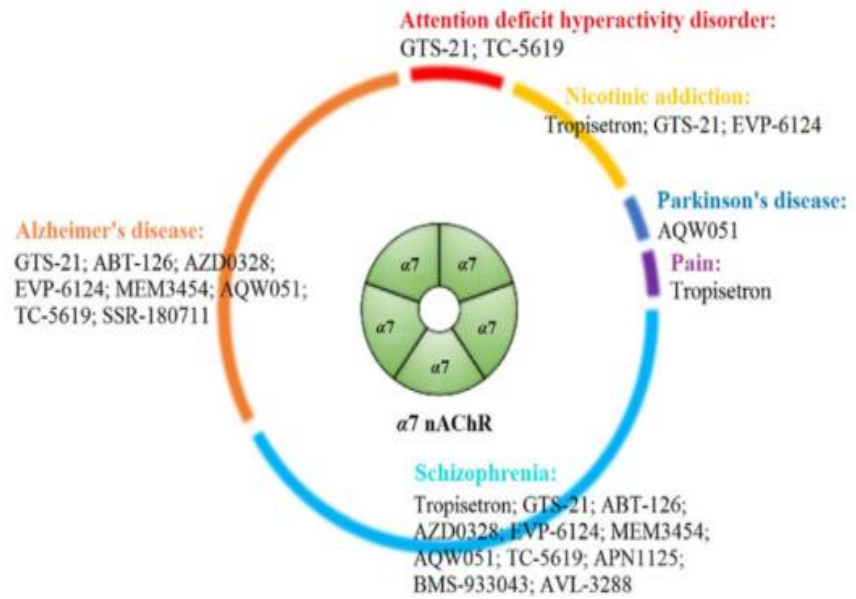 Attention deficit hyperactivity disorder:
GTS-21; TC-5619
Nicotinic addiction:
Tropisetron; GTS-21; EVP-6124
Parkinson's disease:
AQW051
Pain:
Tropisetron
Alzheimer's disease:
GTS-21; ABT-126; AZD0328;
EVP-6124; MEM3454; AQW051;
TC-5619; SSR-180711
α7
α7
α7
α7
α7
α7 nAChR
Schizophrenia:
Tropisetron; GTS-21; ABT-126;
AZD0328; EVP-6124; MEM3454;
AQW051; TC-5619; APN1125;
BMS-933043; AVL-3288